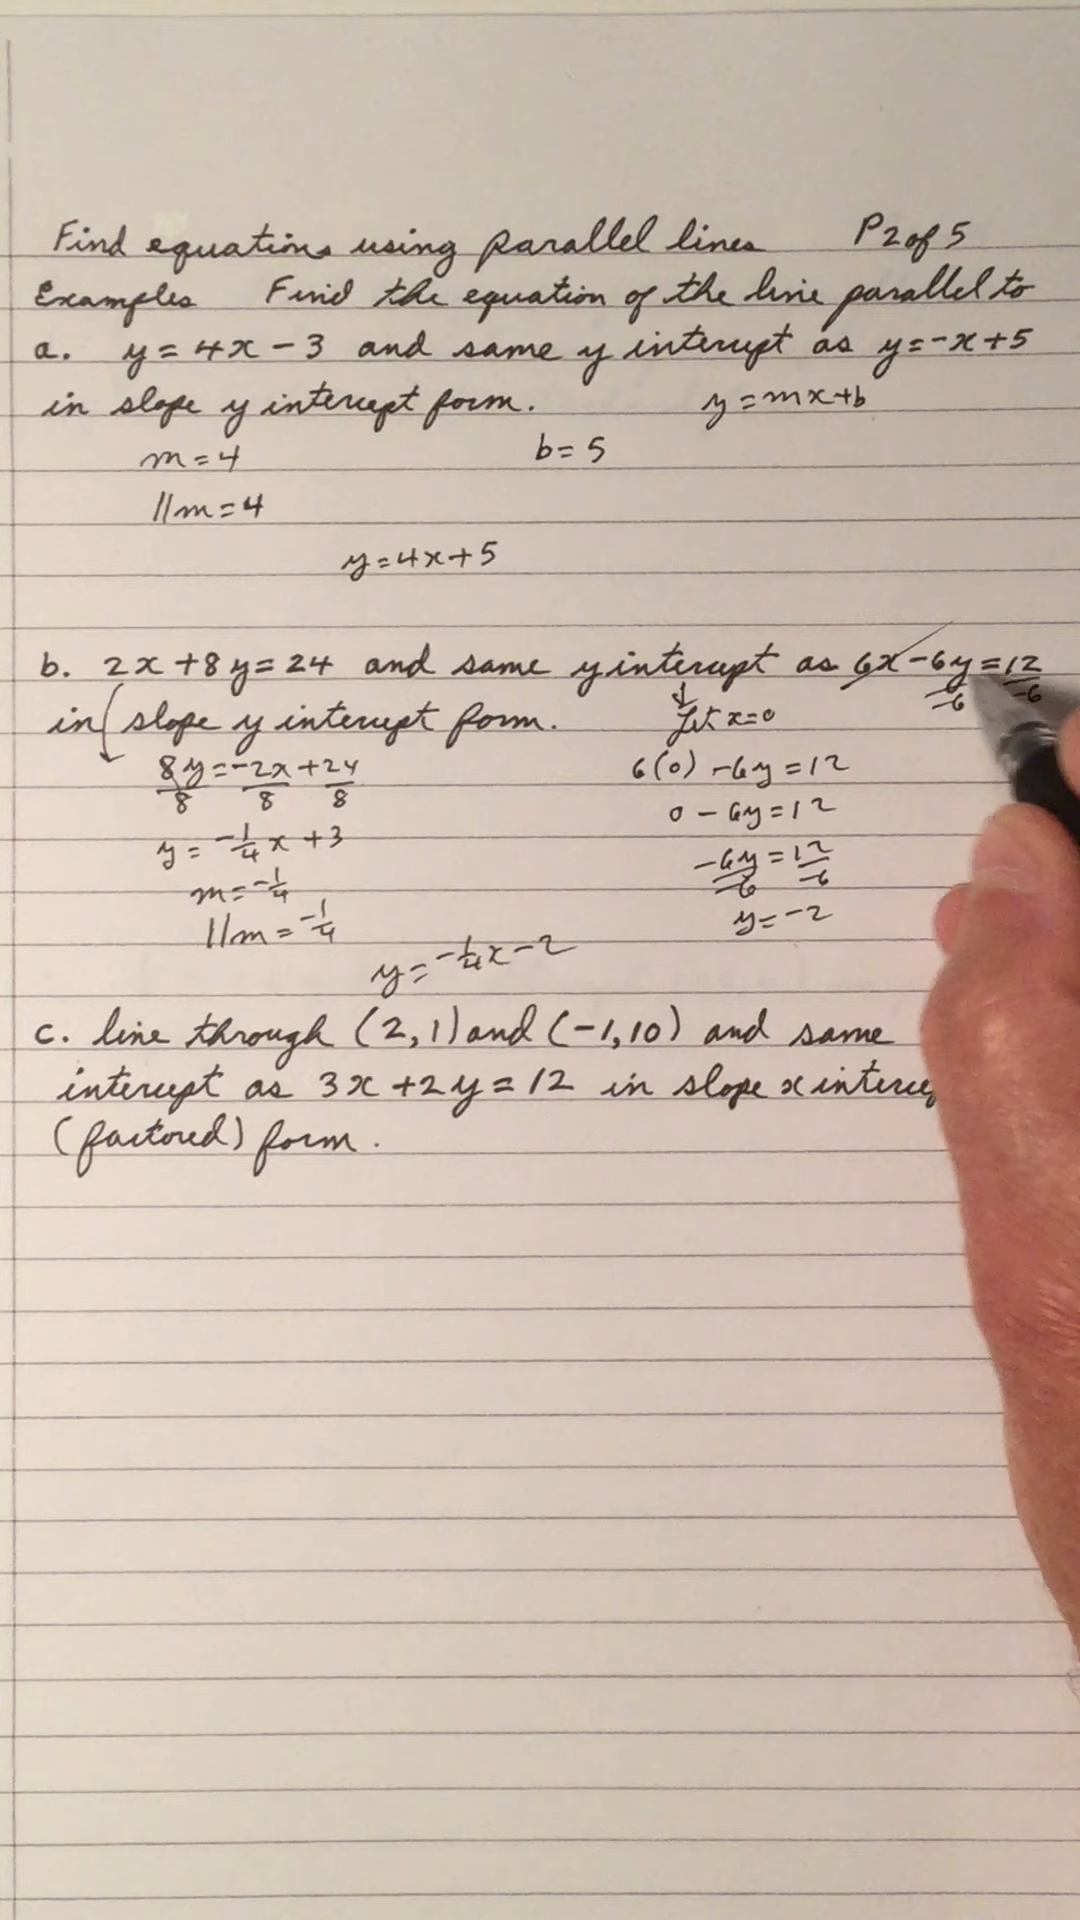 Find equations using parallel lines P2 of 5
Examples Find the equation of the line parallel to
a. y = 4x - 3 and same y intercept as y = -x + 5
in slope y intercept form. y = mx + b
m = 4 b = 5
//m = 4
y = 4x + 5
b. 2x + 8y = 24 and same y intercept as 6x - 6y = 12
-6 -6
in slope y intercept form. Let x = 0
8y = -2x + 24 6(0) - 6y = 12
8 8 8 0 - 6y = 12
y = -1/4 x + 3 -6y = 12
-6 -6
m = -1/4 y = -2
//m = -1/4
y = -1/4 x - 2
c. line through (2, 1) and (-1, 10) and same
intercept as 3x + 2y = 12 in slope x
(factored) form.